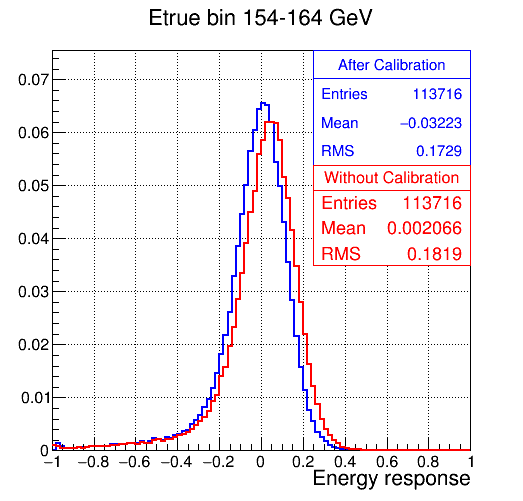 Etrue bin 154-164 GeV
After Calibration
Entries 113716
Mean −0.03223
RMS 0.1729
Without Calibration
Entries 113716
Mean 0.002066
RMS 0.1819
0.07
0.06
0.05
0.04
0.03
0.02
0.01
0
−1 −0.8 −0.6 −0.4 −0.2 0 0.2 0.4 0.6 0.8 1
Energy response